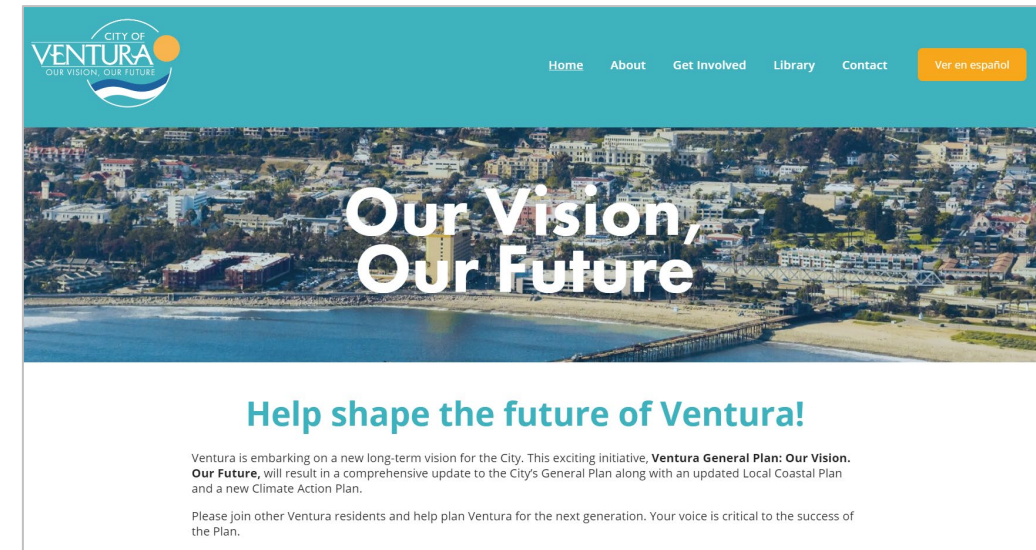 CITY OF
VENTURA
OUR VISION, OUR FUTURE
Home About Get Involved Library Contact Ver en español
Our Vision,
Our Future
Help shape the future of Ventura!
Ventura is embarking on a new long-term vision for the City. This exciting initiative, Ventura General Plan: Our Vision.
Our Future, will result in a comprehensive update to the City's General Plan along with an updated Local Coastal Plan
and a new Climate Action Plan.
Please join other Ventura residents and help plan Ventura for the next generation. Your voice is critical to the success of
the Plan.